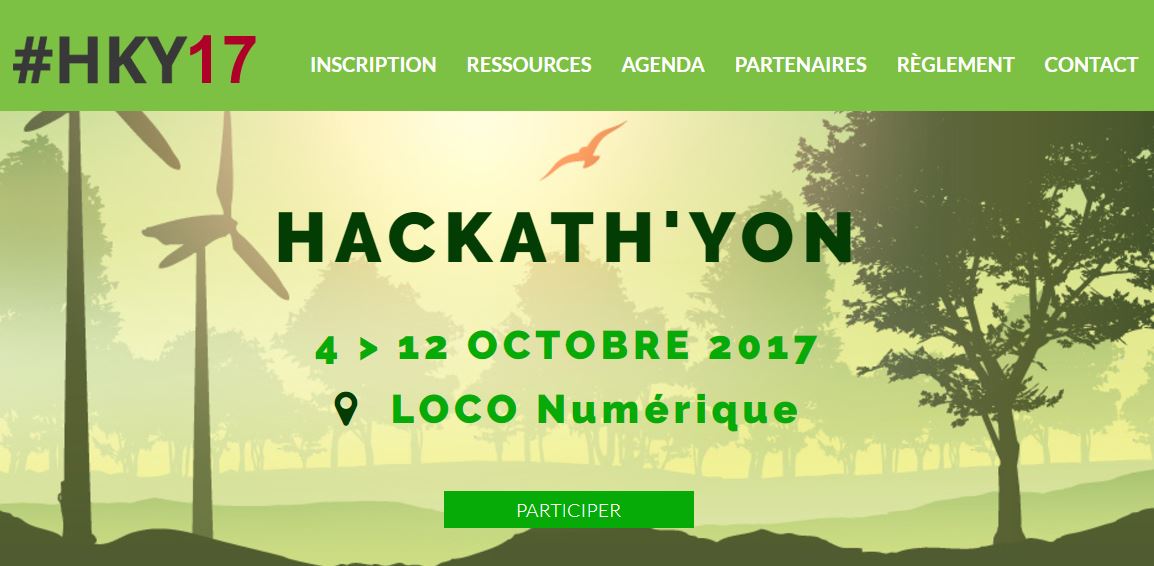 #HKY17
INSCRIPTION RESSOURCES AGENDA PARTENAIRES RÈGLEMENT CONTACT
HACKATH'YON
4 > 12 OCTOBRE 2017
LOCO Numérique
PARTICIPER